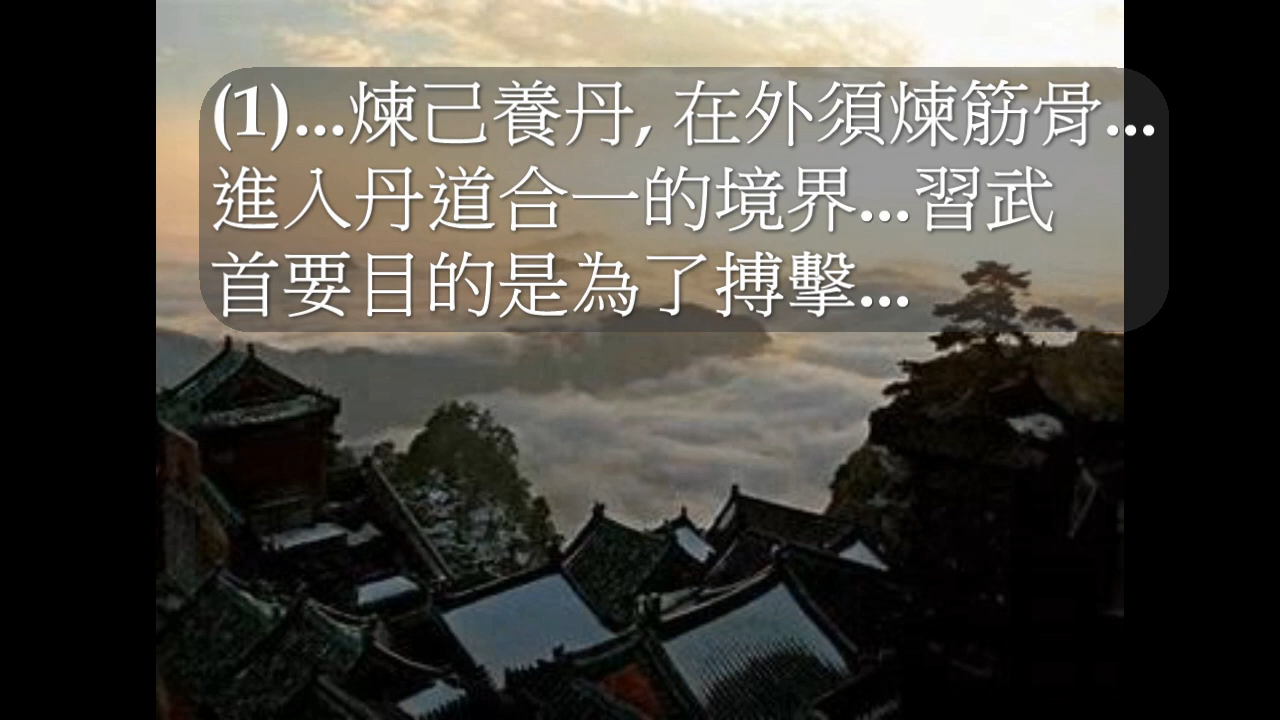 (1)...煉己養丹, 在外須煉筋骨...
進入丹道合一的境界...習武
首要目的是為了搏擊...